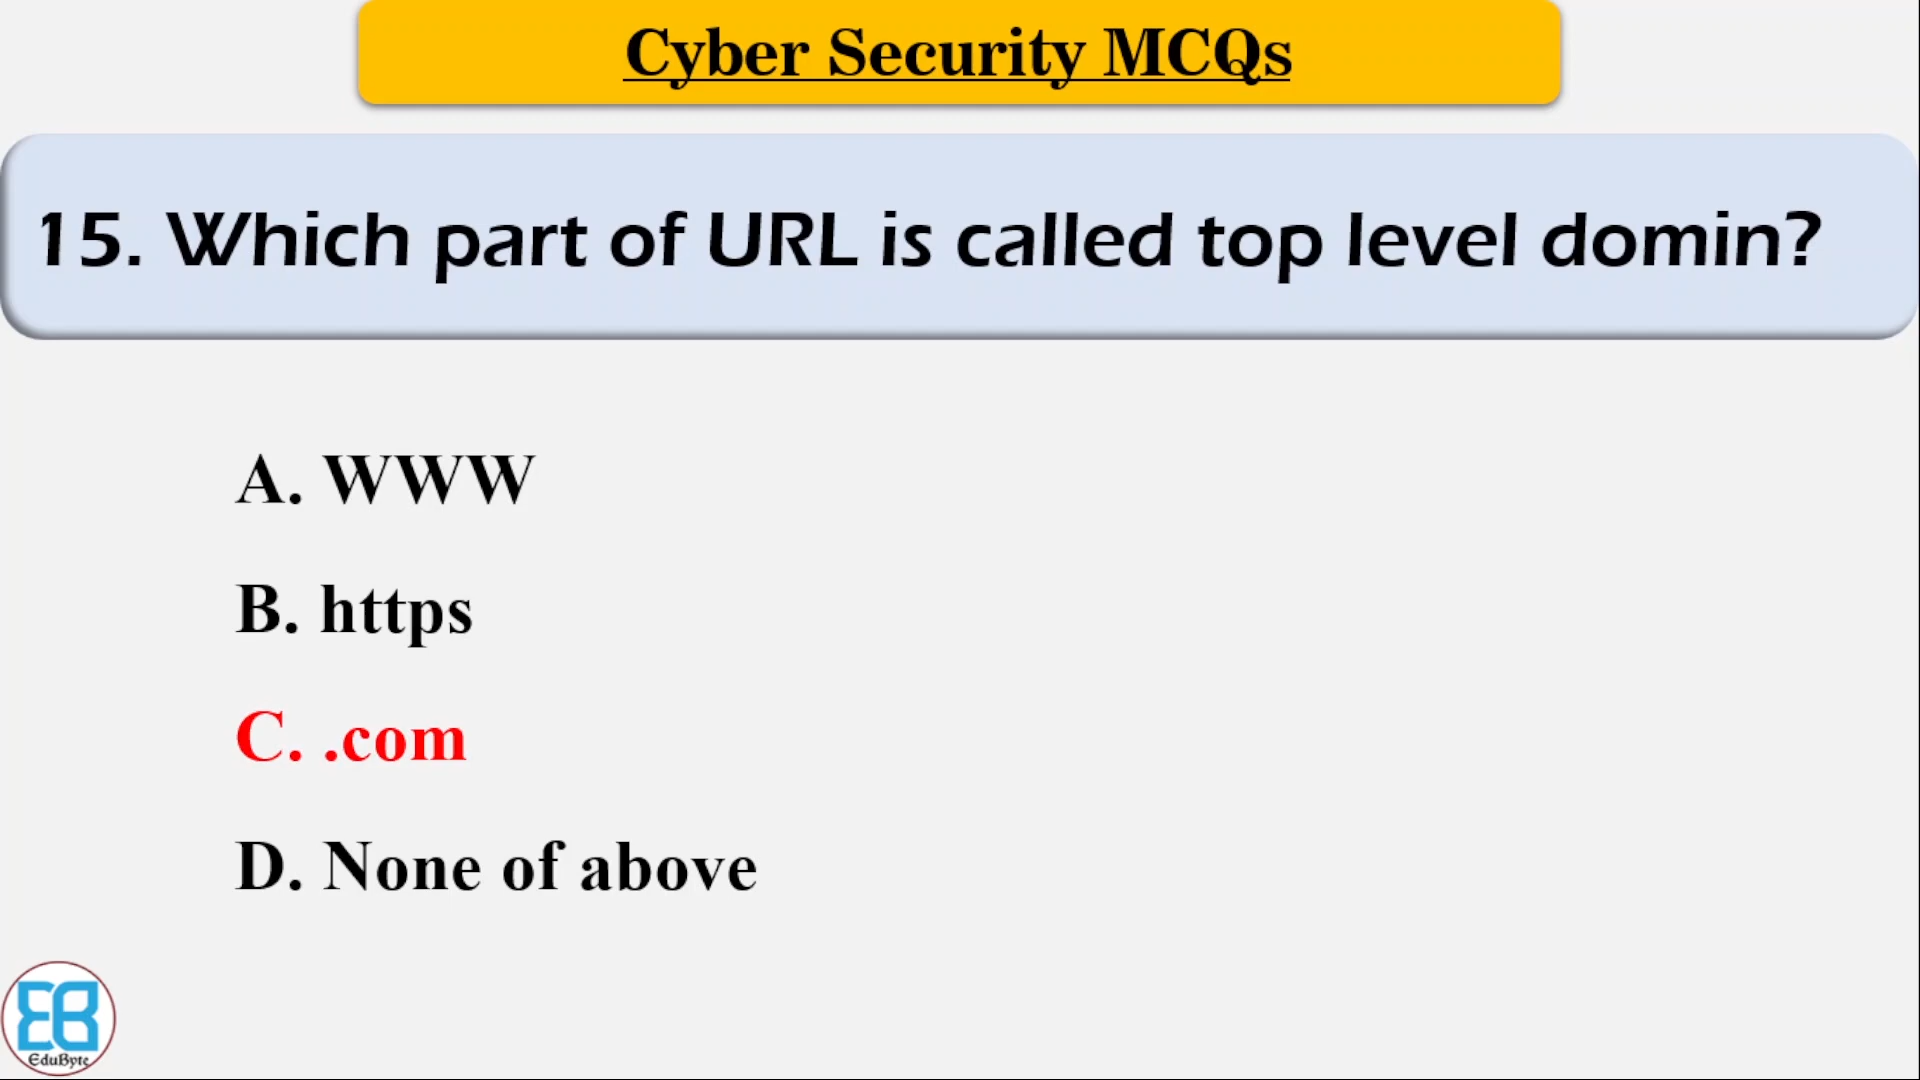 Cyber Security MCQs
15. Which part of URL is called top level domin?
A. WWW
B. https
C. .com
D. None of above
EB
EduByte